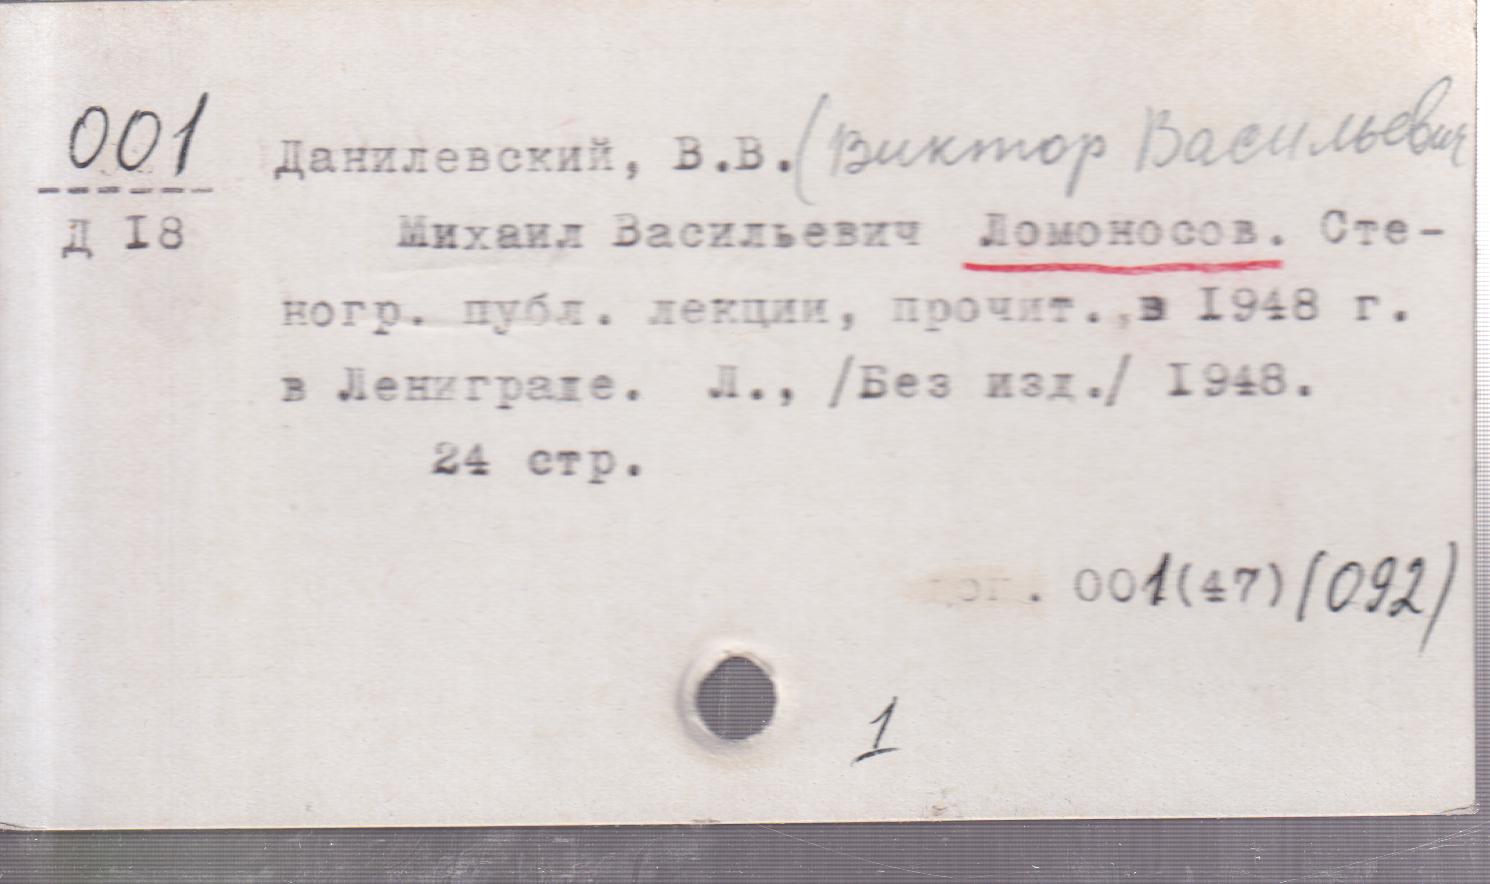 001
Данилевский, В.В. (Виктор Васильевич
Д 18
Михаил Васильевич Ломоносов. Сте-
ногр. публ. лекции, прочит. в 1948 г.
в Лениграде. Л., /Без изд./ 1948.
24 стр.
001(47)(092)
1